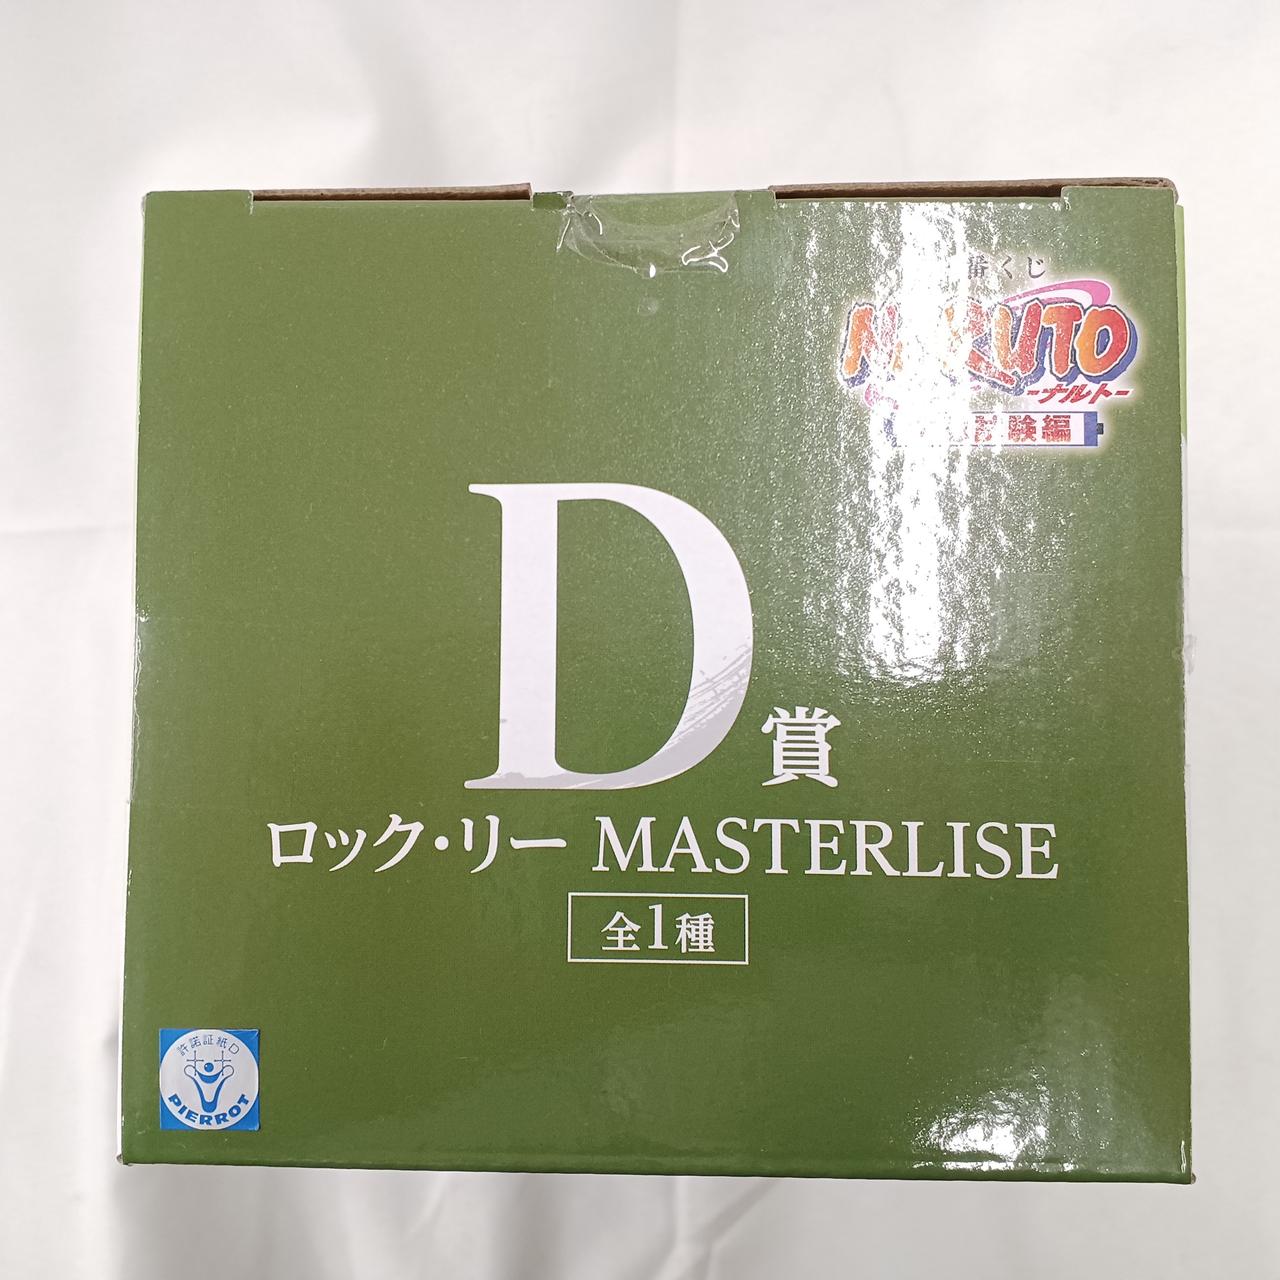 番くじ
NARUTO
-ナルト-
試験編
D賞
ロック・リー MASTERLISE
全1種
許諾証紙D
PIERROT